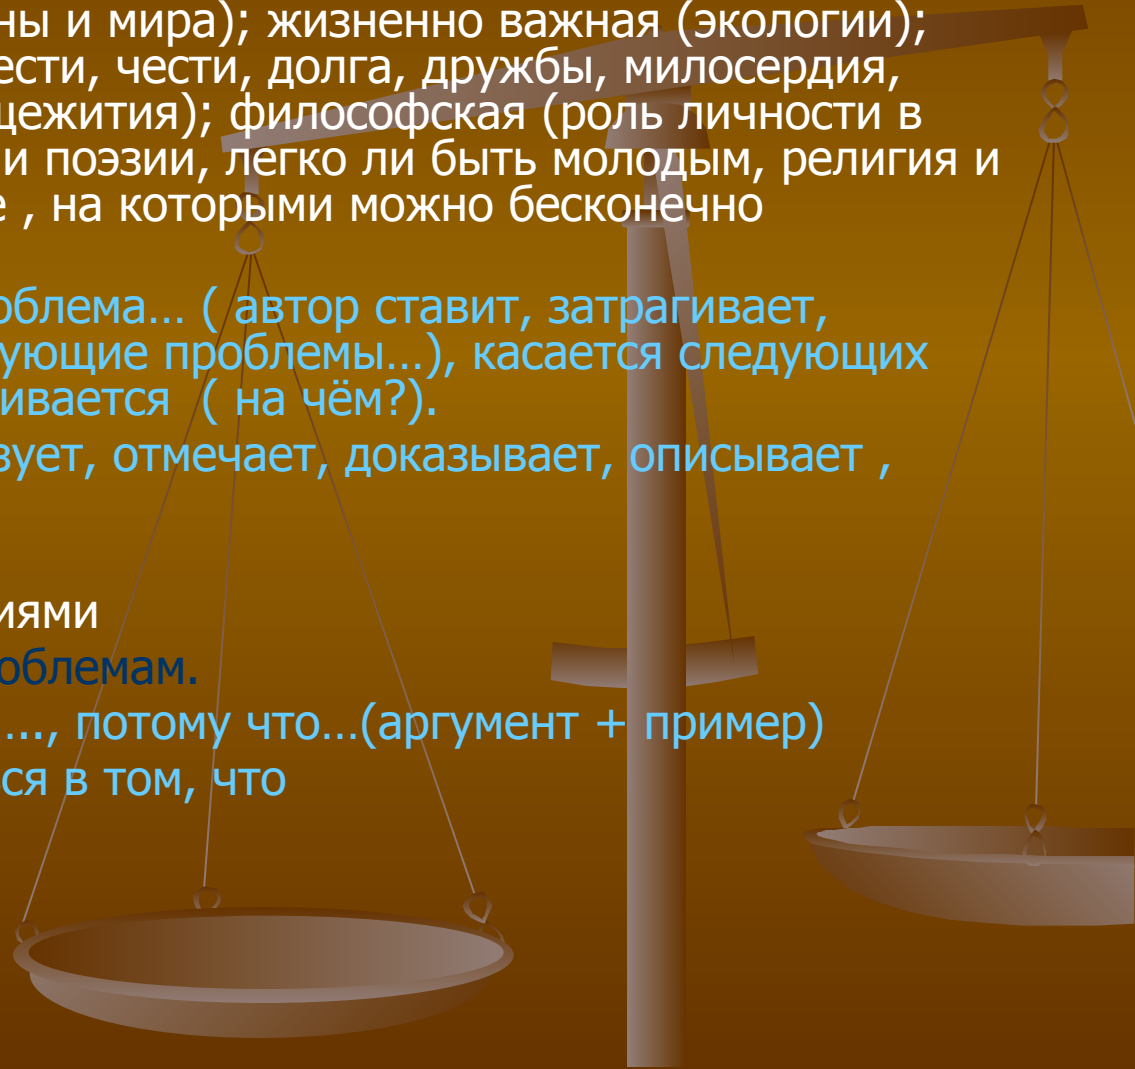 ны и мира); жизненно важная (экологии);
ести, чести, долга, дружбы, милосердия,
цежития); философская (роль личности в
и поэзии, легко ли быть молодым, религия и
е , на которыми можно бесконечно
облема… ( автор ставит, затрагивает,
ующие проблемы…), касается следующих
ивается ( на чём?).
зует, отмечает, доказывает, описывает ,
иями
облемам.
…, потому что…(аргумент + пример)
ся в том, что